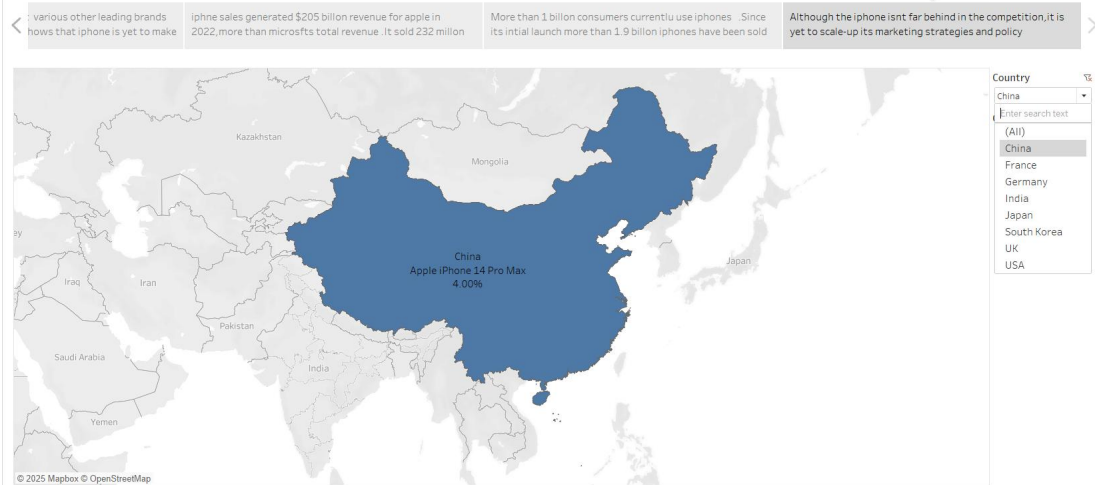 : various other leading brands
hows that iphone is yet to make
iphne sales generated $205 billon revenue for apple in
2022,more than microsfts total revenue .It sold 232 millon
More than 1 billon consumers currentlu use iphones .Since
its intial launch more than 1.9 billon iphones have been sold
Although the iphone isnt far behind in the competition,it is
yet to scale-up its marketing strategies and policy
Country
China
Enter search text
(All)
China
France
Germany
India
Japan
South Korea
UK
USA
Kazakhstan
Mongolia
ey
China
Apple iPhone 14 Pro Max
4.00%
Japan
Iraq
Iran
Pakistan
Saudi Arabia
India
Yemen
© 2025 Mapbox © OpenStreetMap